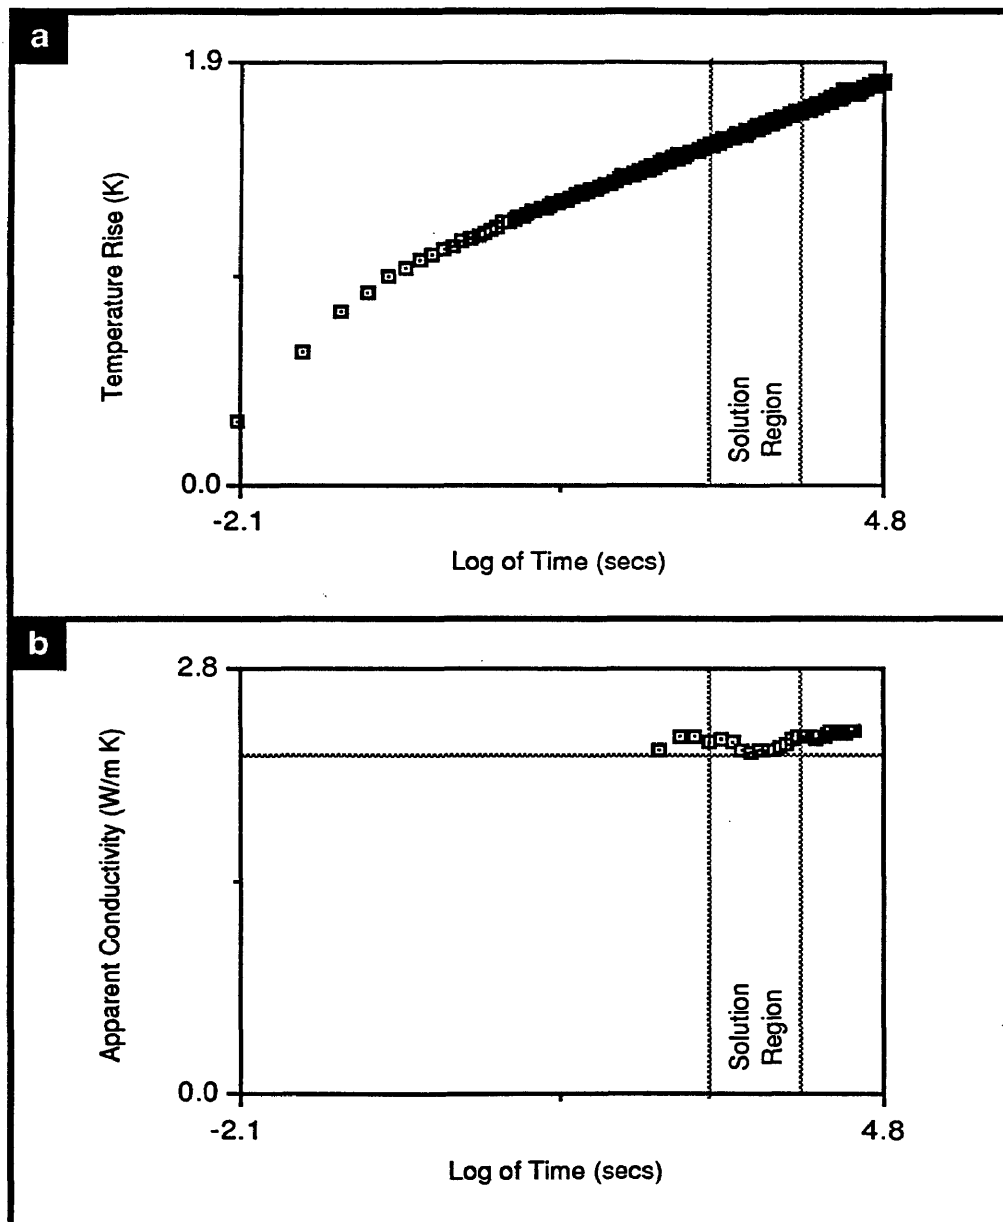 a
1.9
Temperature Rise (K)
Solution
Region
0.0
-2.1
4.8
Log of Time (secs)
b
2.8
Apparent Conductivity (W/m K)
Solution
Region
0.0
-2.1
4.8
Log of Time (secs)